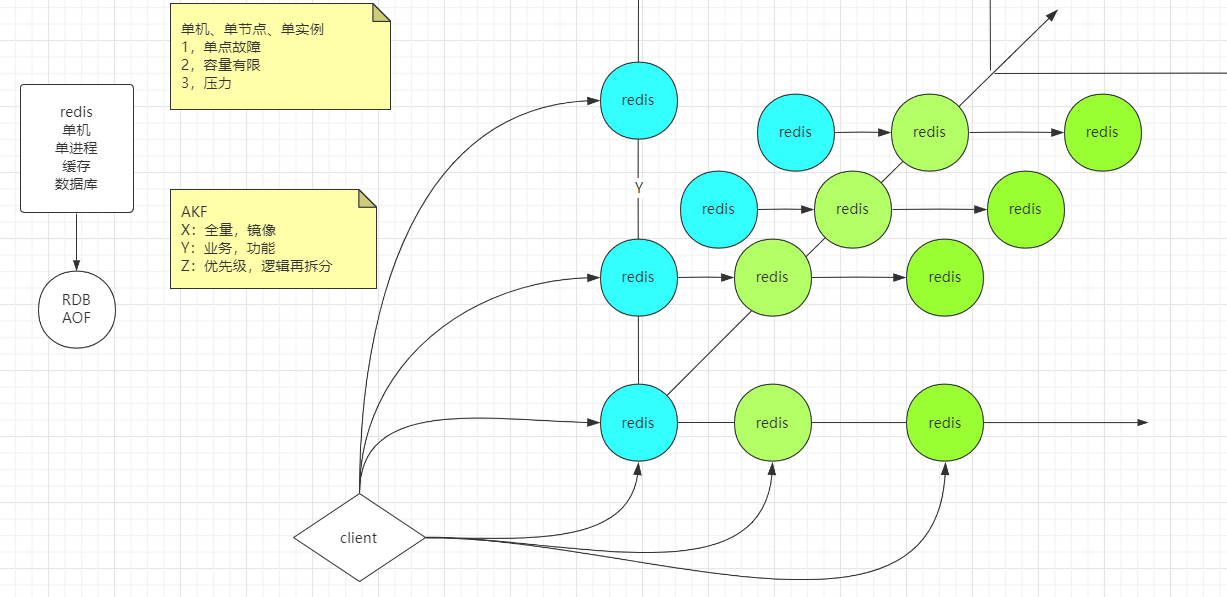 单机、单节点、单实例
1，单点故障
2，容量有限
3，压力
redis
单机
单进程
缓存
数据库
AKF
X：全量，镜像
Y：业务，功能
Z：优先级，逻辑再拆分
RDB
AOF
redis
redis
redis
redis
Y
redis
redis
redis
redis
redis
redis
redis
redis
redis
client